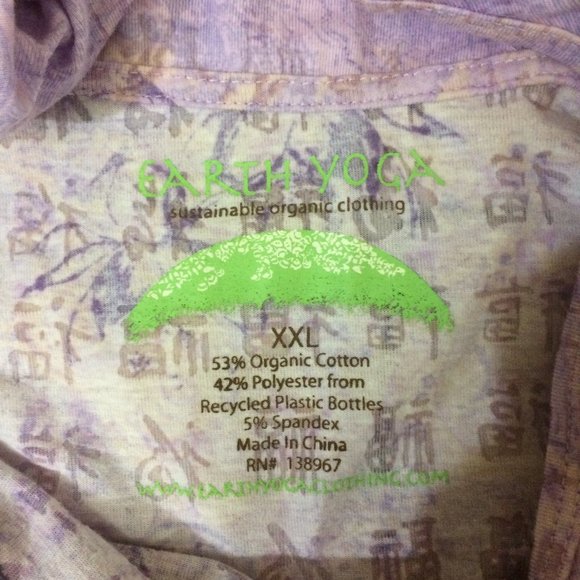 EARTH YOGA
sustainable organic clothing
XXL
53% Organic Cotton
42% Polyester from
Recycled Plastic Bottles
5% Spandex
Made In China
RN# 138967
WWW.EARTHYOGACLOTHING.COM